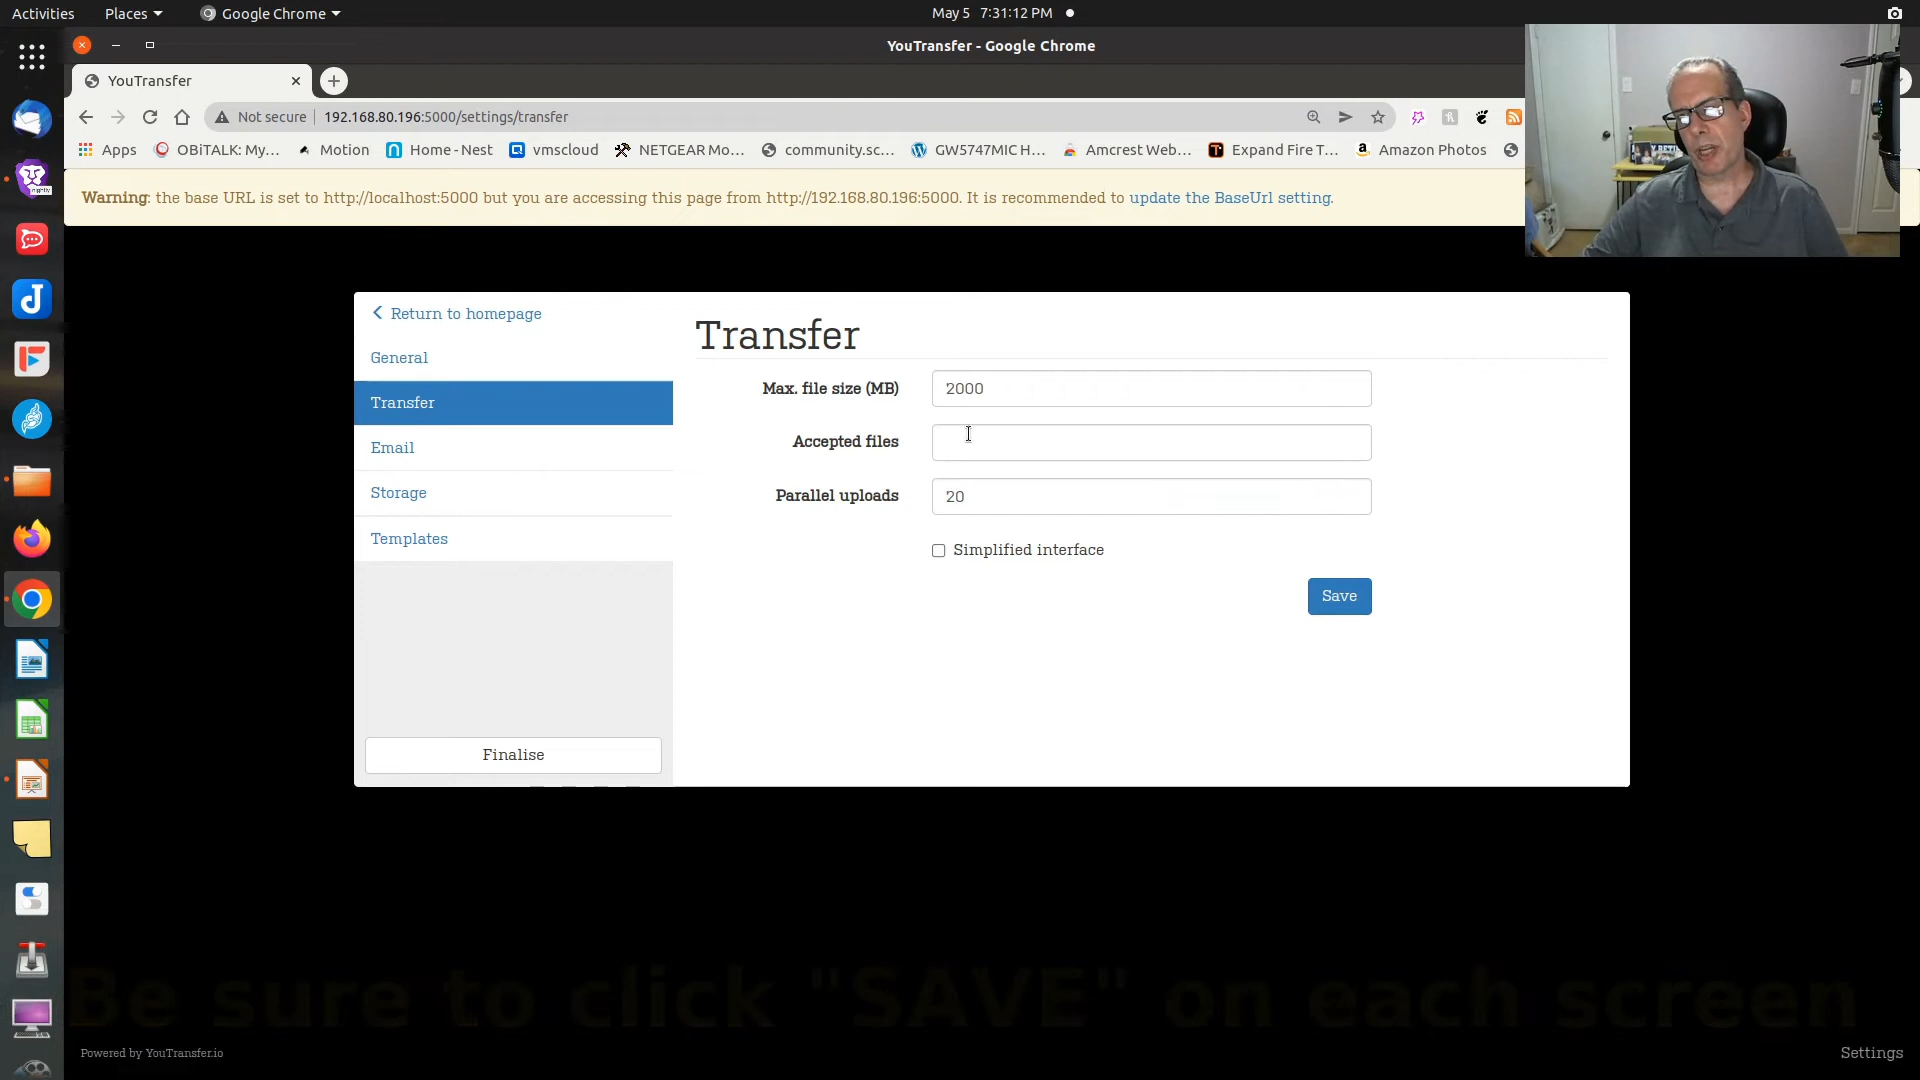 Activities Places Google Chrome May 5 7:31:12 PM
YouTransfer - Google Chrome
YouTransfer
Not secure 192.168.80.196:5000/settings/transfer
Apps OBiTALK: My... Motion Home - Nest vmscloud NETGEAR Mo... community.sc... GW5747MIC H... Amcrest Web... Expand Fire T... Amazon Photos
Warning: the base URL is set to http://localhost:5000 but you are accessing this page from http://192.168.80.196:5000. It is recommended to update the BaseUrl setting.
Return to homepage
General
Transfer
Email
Storage
Templates
Finalise
Transfer
Max. file size (MB) 2000
Accepted files
Parallel uploads 20
Simplified interface
Save
Be sure to click "SAVE" on each screen
Powered by YouTransfer.io
Settings